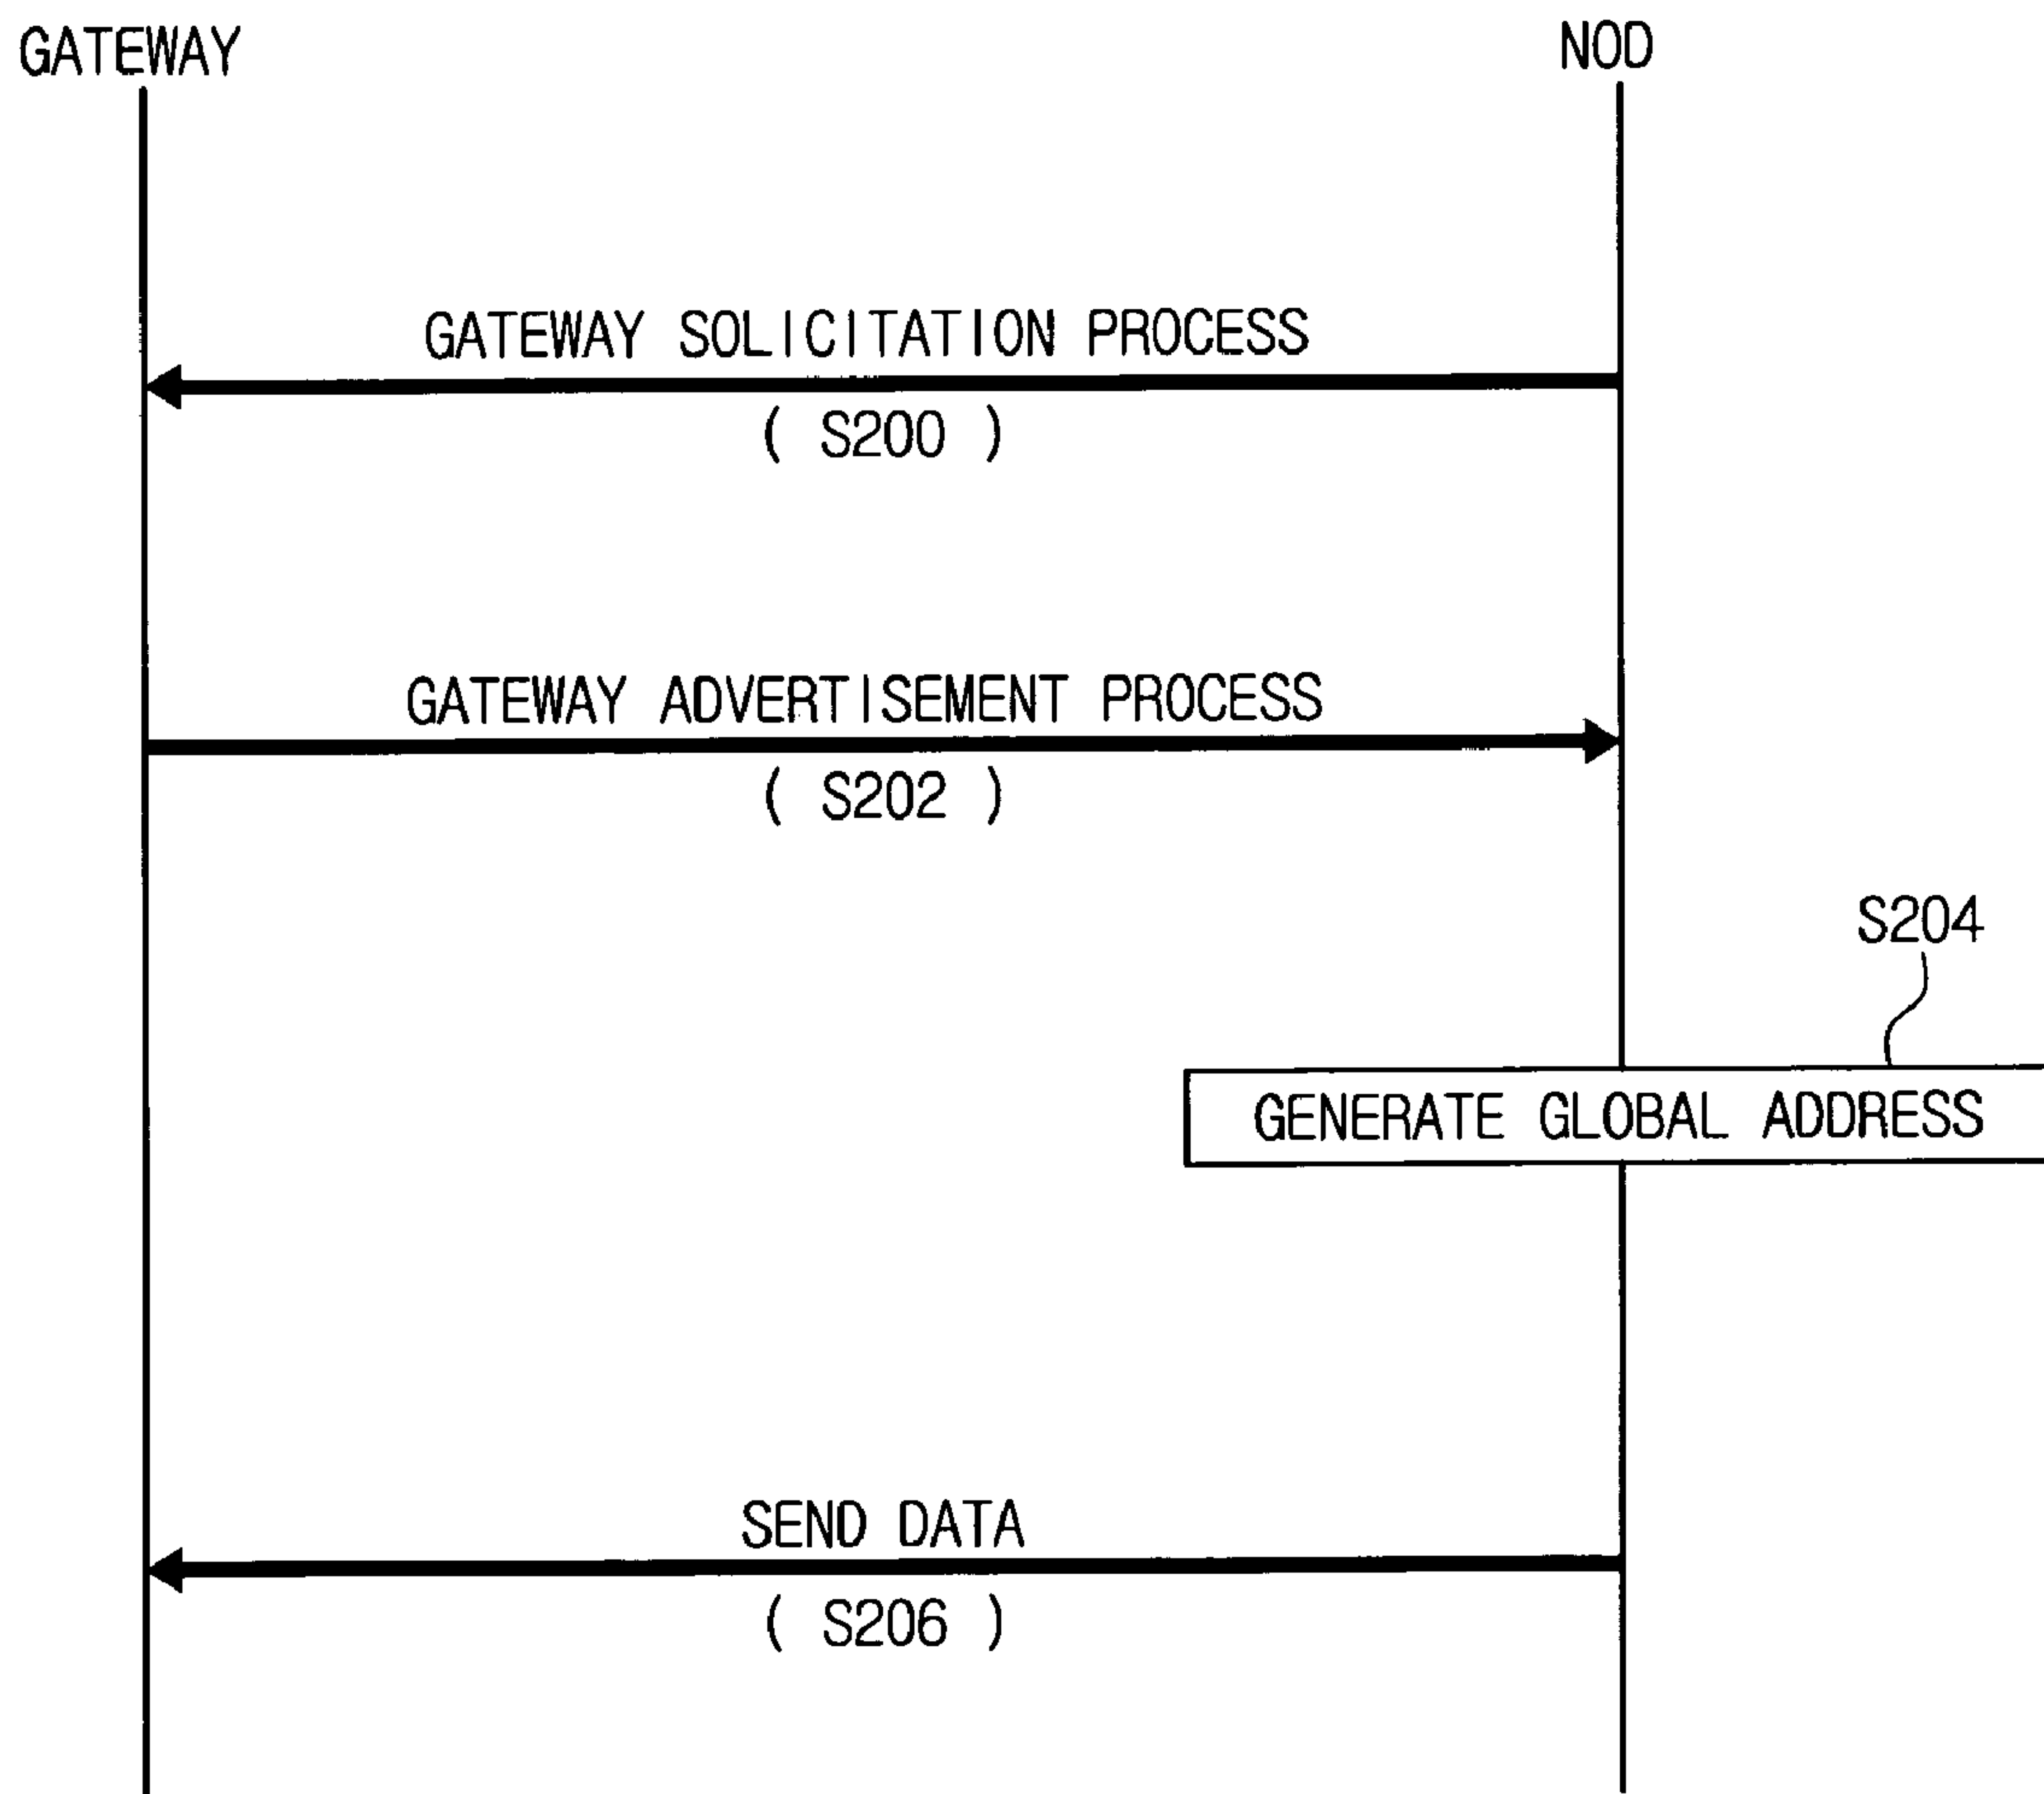 GATEWAY
NOD
GATEWAY SOLICITATION PROCESS
( S200 )
GATEWAY ADVERTISEMENT PROCESS
( S202 )
S204
GENERATE GLOBAL ADDRESS
SEND DATA
( S206 )